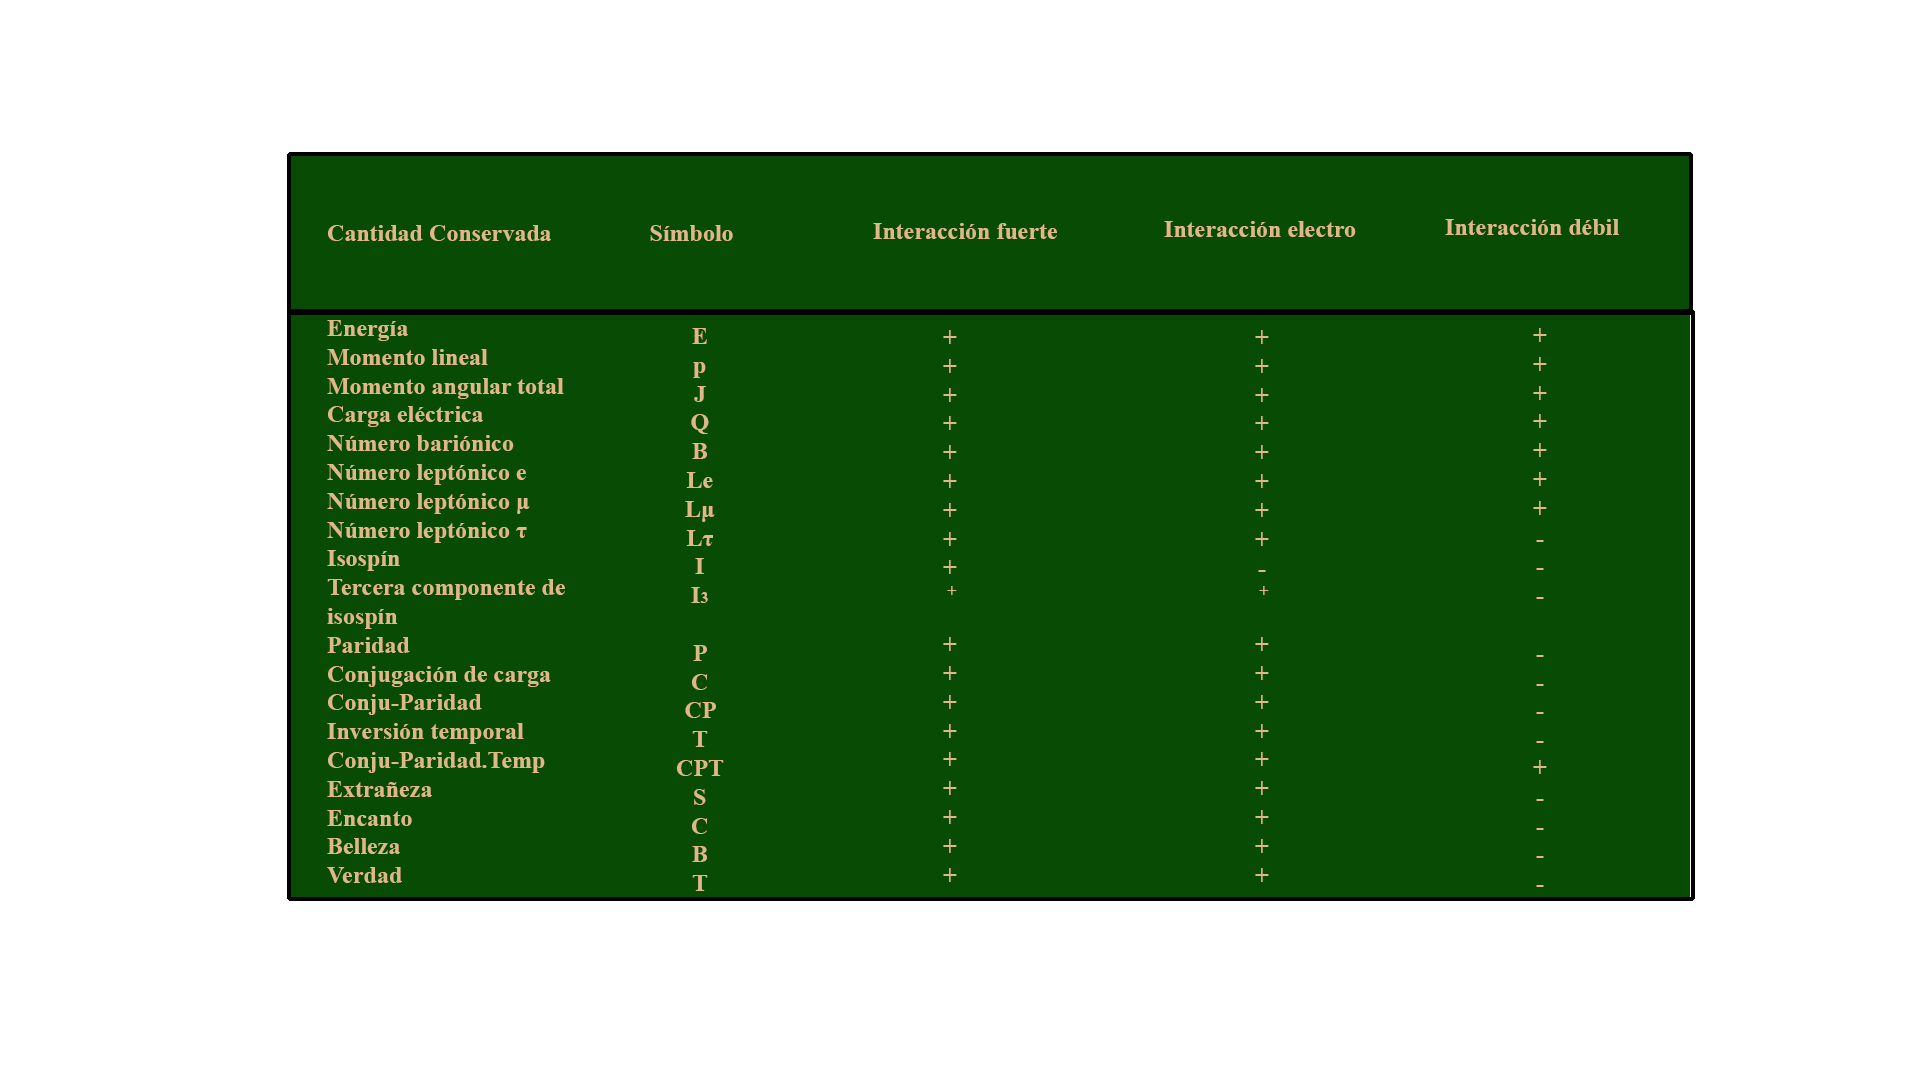 Cantidad Conservada Símbolo Interacción fuerte Interacción electro Interacción débil
Energía E + + +
Momento lineal p + + +
Momento angular total J + + +
Carga eléctrica Q + + +
Número bariónico B + + +
Número leptónico e Le + + +
Número leptónico μ Lμ + + +
Número leptónico τ Lτ + + -
Isospín I + - -
Tercera componente de I₃ + + -
isospín
Paridad P + + -
Conjugación de carga C + + -
Conju-Paridad CP + + -
Inversión temporal T + + -
Conju-Paridad.Temp CPT + + +
Extrañeza S + + -
Encanto C + + -
Belleza B + + -
Verdad T + + -